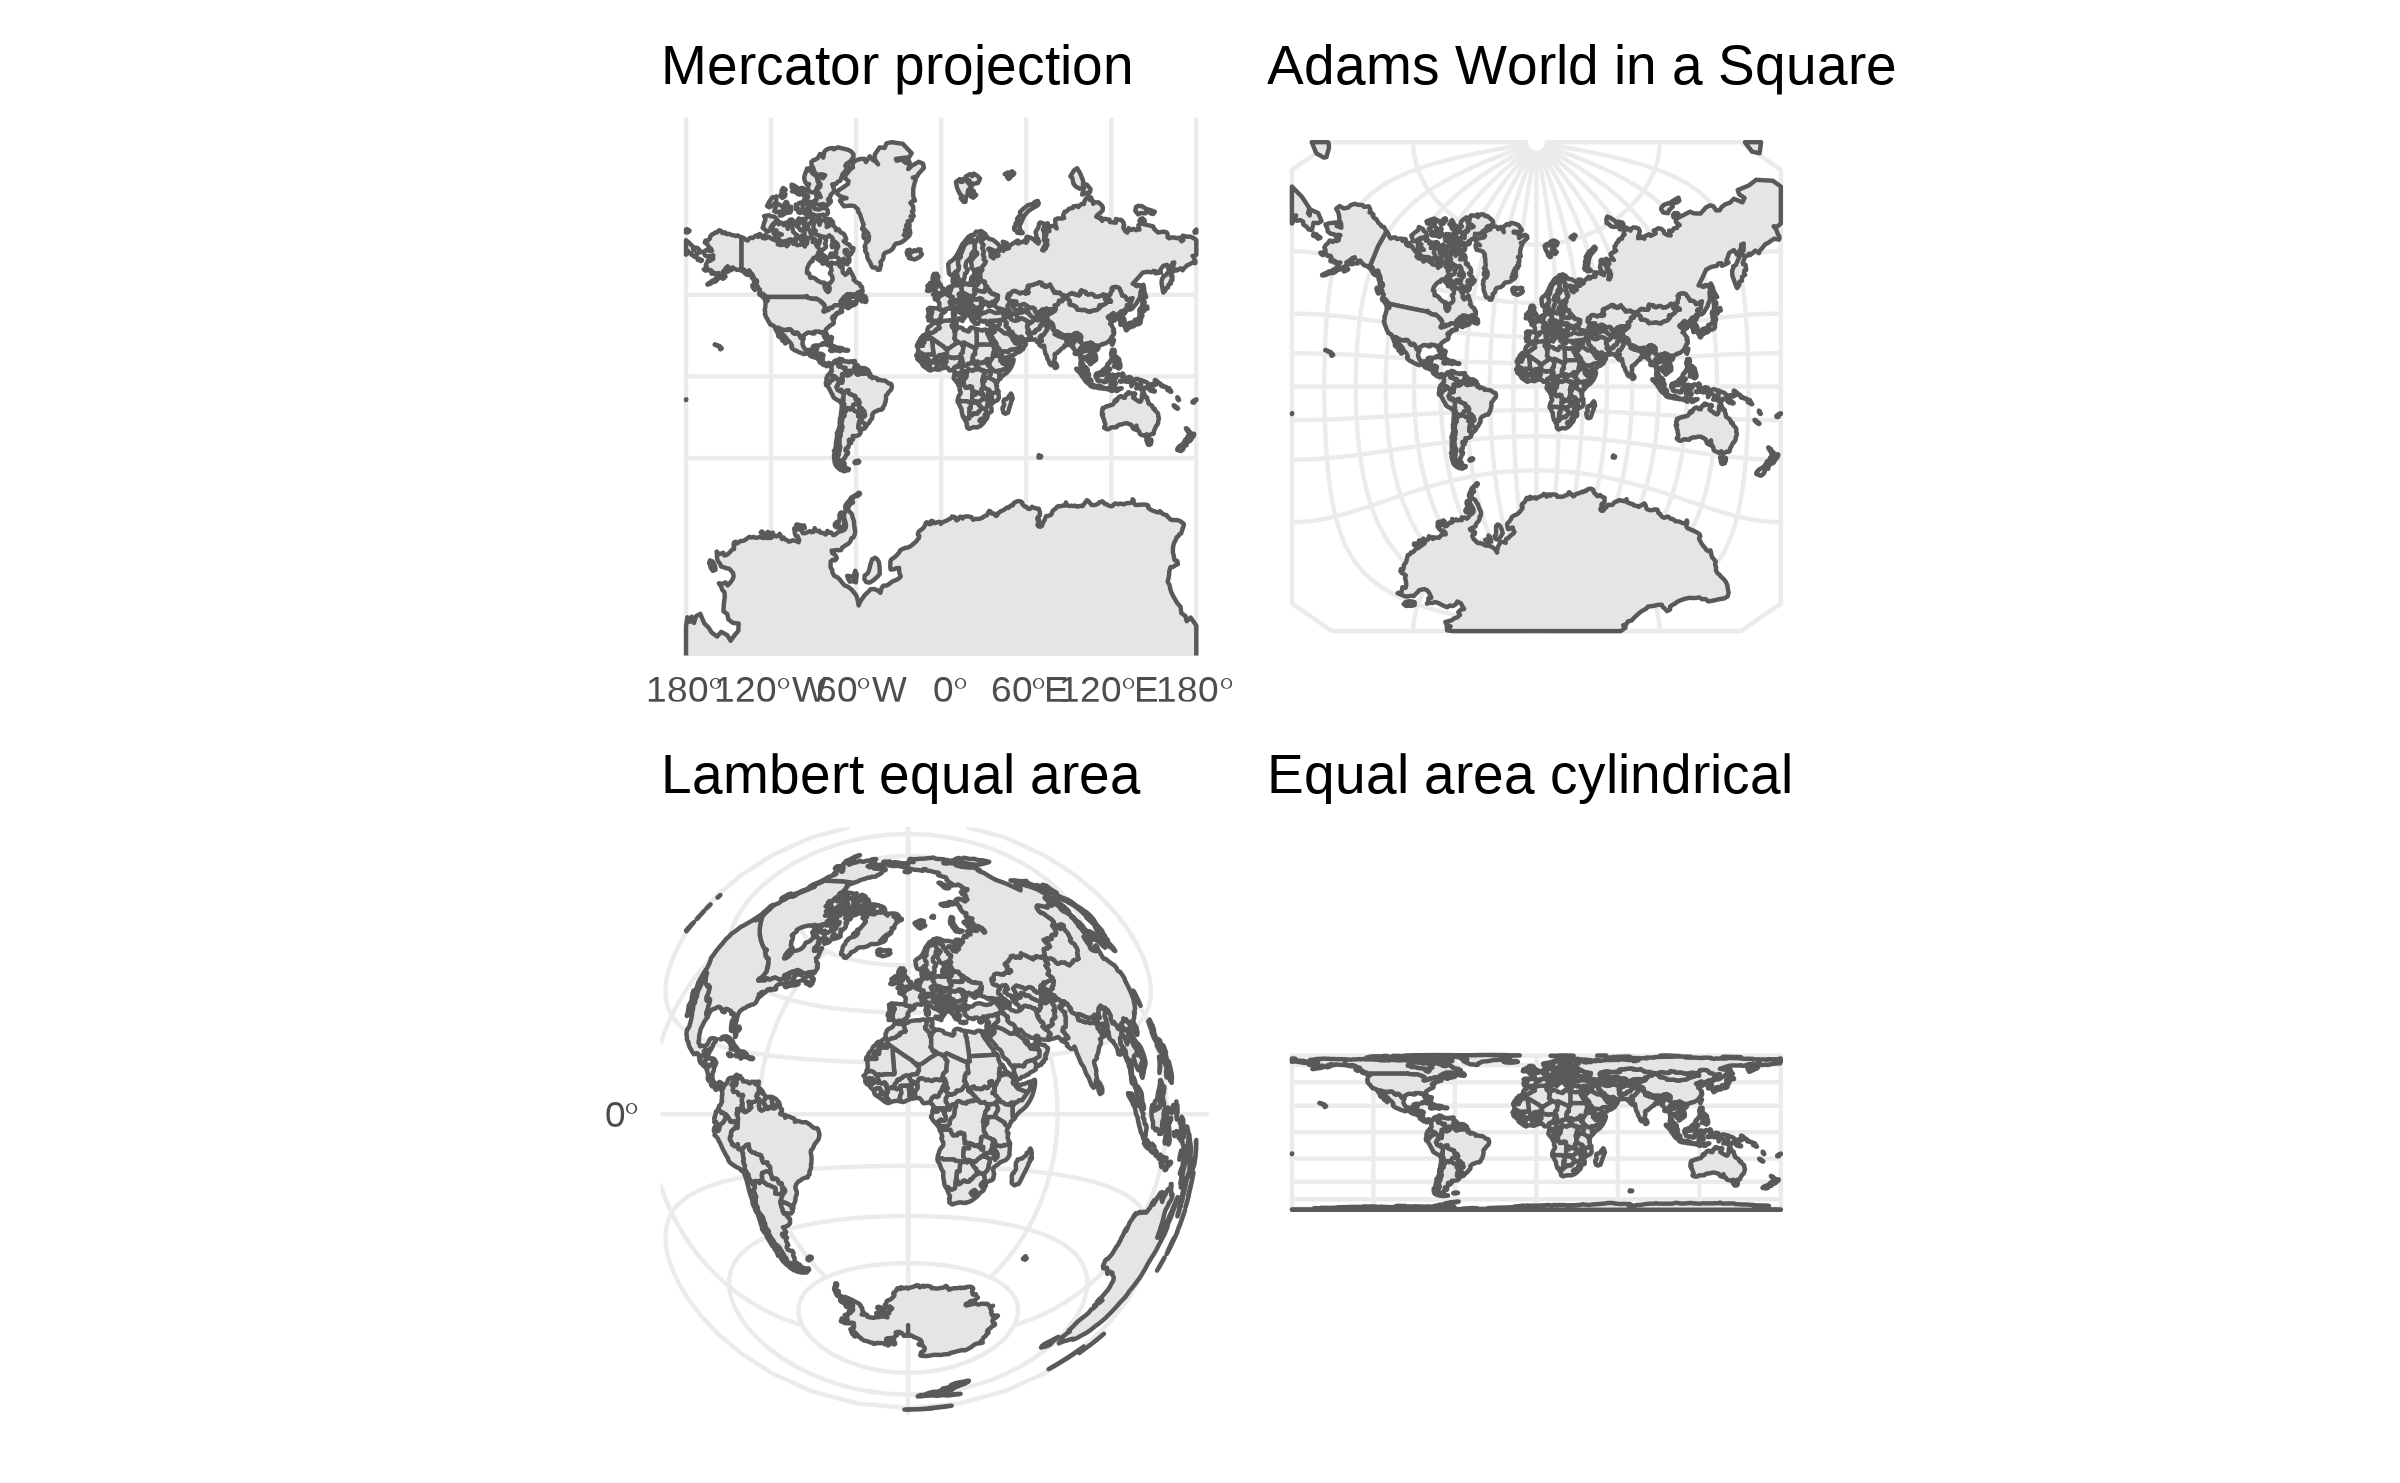 Mercator projection
Adams World in a Square
180° 120°W 60°W 0° 60°E 120°E 180°
Lambert equal area
Equal area cylindrical
0°